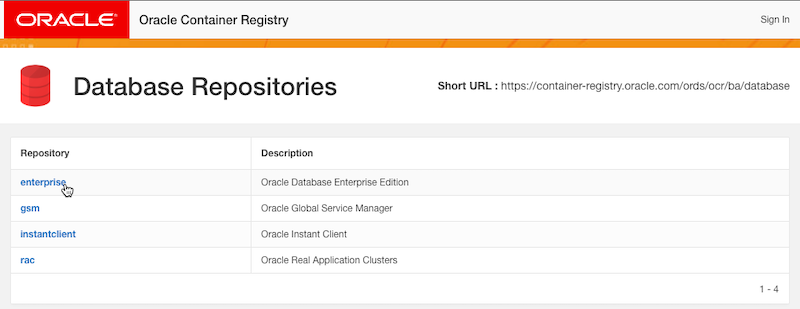 ORACLE® Oracle Container Registry Sign In
Database Repositories Short URL : https://container-registry.oracle.com/ords/ocr/ba/database
Repository Description
enterprise Oracle Database Enterprise Edition
gsm Oracle Global Service Manager
instantclient Oracle Instant Client
rac Oracle Real Application Clusters
1 - 4